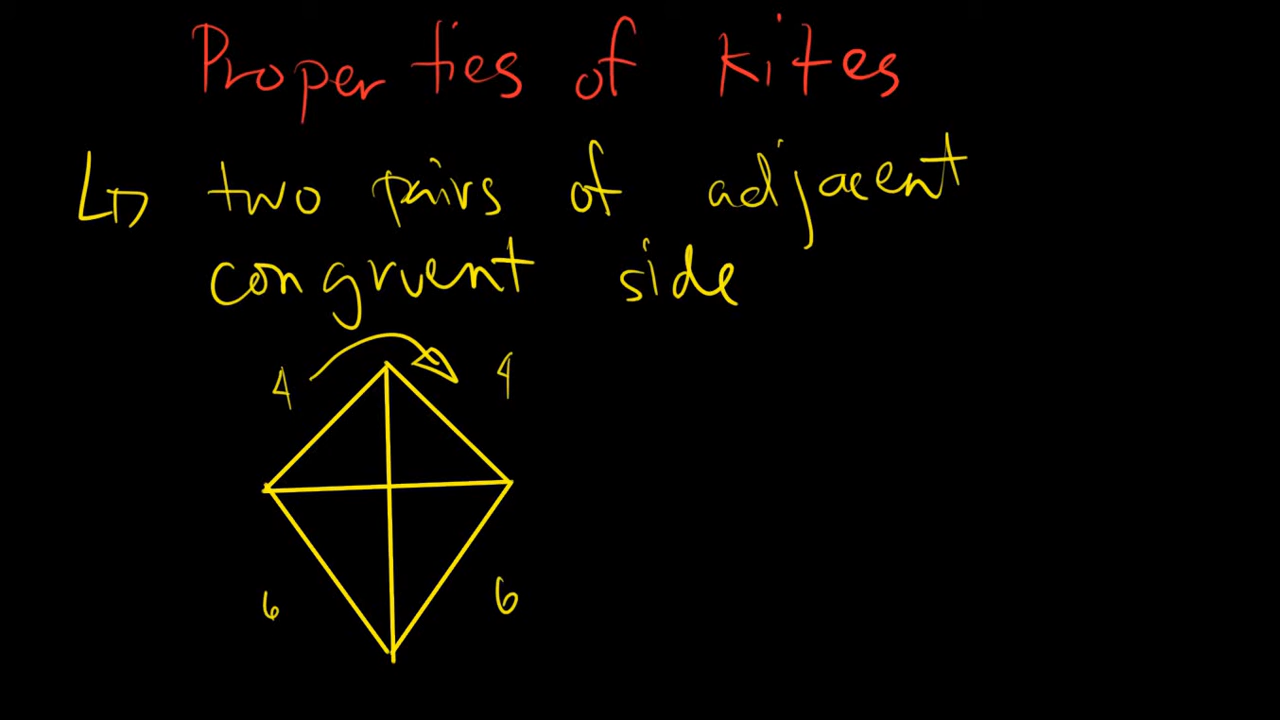 Properties of kites
two pairs of adjacent
congruent side
4 4
6 6